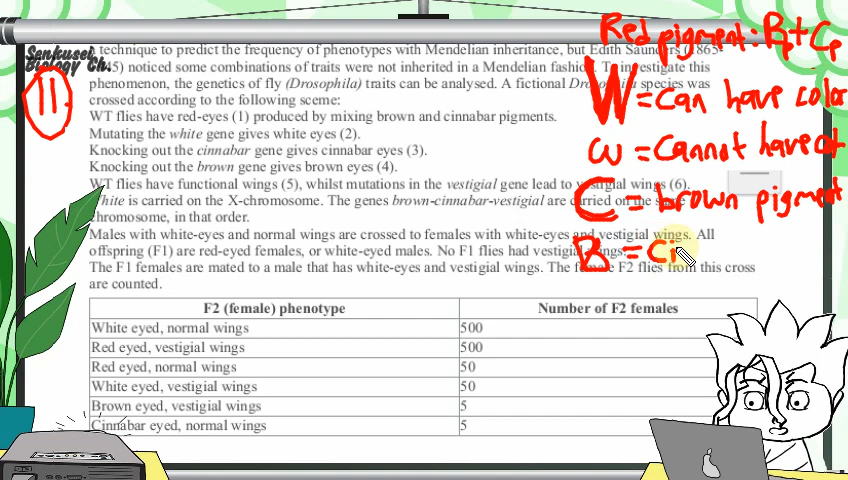 Red pigment: Bp + Cp
Senkusei
Biology Ch.
technique to predict the frequency of phenotypes with Mendelian inheritance, but Edith Saunders (1865-
45) noticed some combinations of traits were not inherited in a Mendelian fashion. To investigate this
phenomenon, the genetics of fly (Drosophila) traits can be analysed. A fictional Drosophila species was
crossed according to the following sceme:
11
W = Can have color
WT flies have red-eyes (1) produced by mixing brown and cinnabar pigments.
Mutating the white gene gives white eyes (2).
w = Cannot have
Knocking out the cinnabar gene gives cinnabar eyes (3).
Knocking out the brown gene gives brown eyes (4).
WT flies have functional wings (5), whilst mutations in the vestigial gene lead to vestigial wings (6).
White is carried on the X-chromosome. The genes brown-cinnabar-vestigial are carried on the same
C = brown pigment
chromosome, in that order.
Males with white-eyes and normal wings are crossed to females with white-eyes and vestigial wings. All
offspring (F1) are red-eyed females, or white-eyed males. No F1 flies had vestigial wings.
B = Ci
The F1 females are mated to a male that has white-eyes and vestigial wings. The female F2 flies from this cross
are counted.
F2 (female) phenotype Number of F2 females
White eyed, normal wings 500
Red eyed, vestigial wings 500
Red eyed, normal wings 50
White eyed, vestigial wings 50
Brown eyed, vestigial wings 5
Cinnabar eyed, normal wings 5